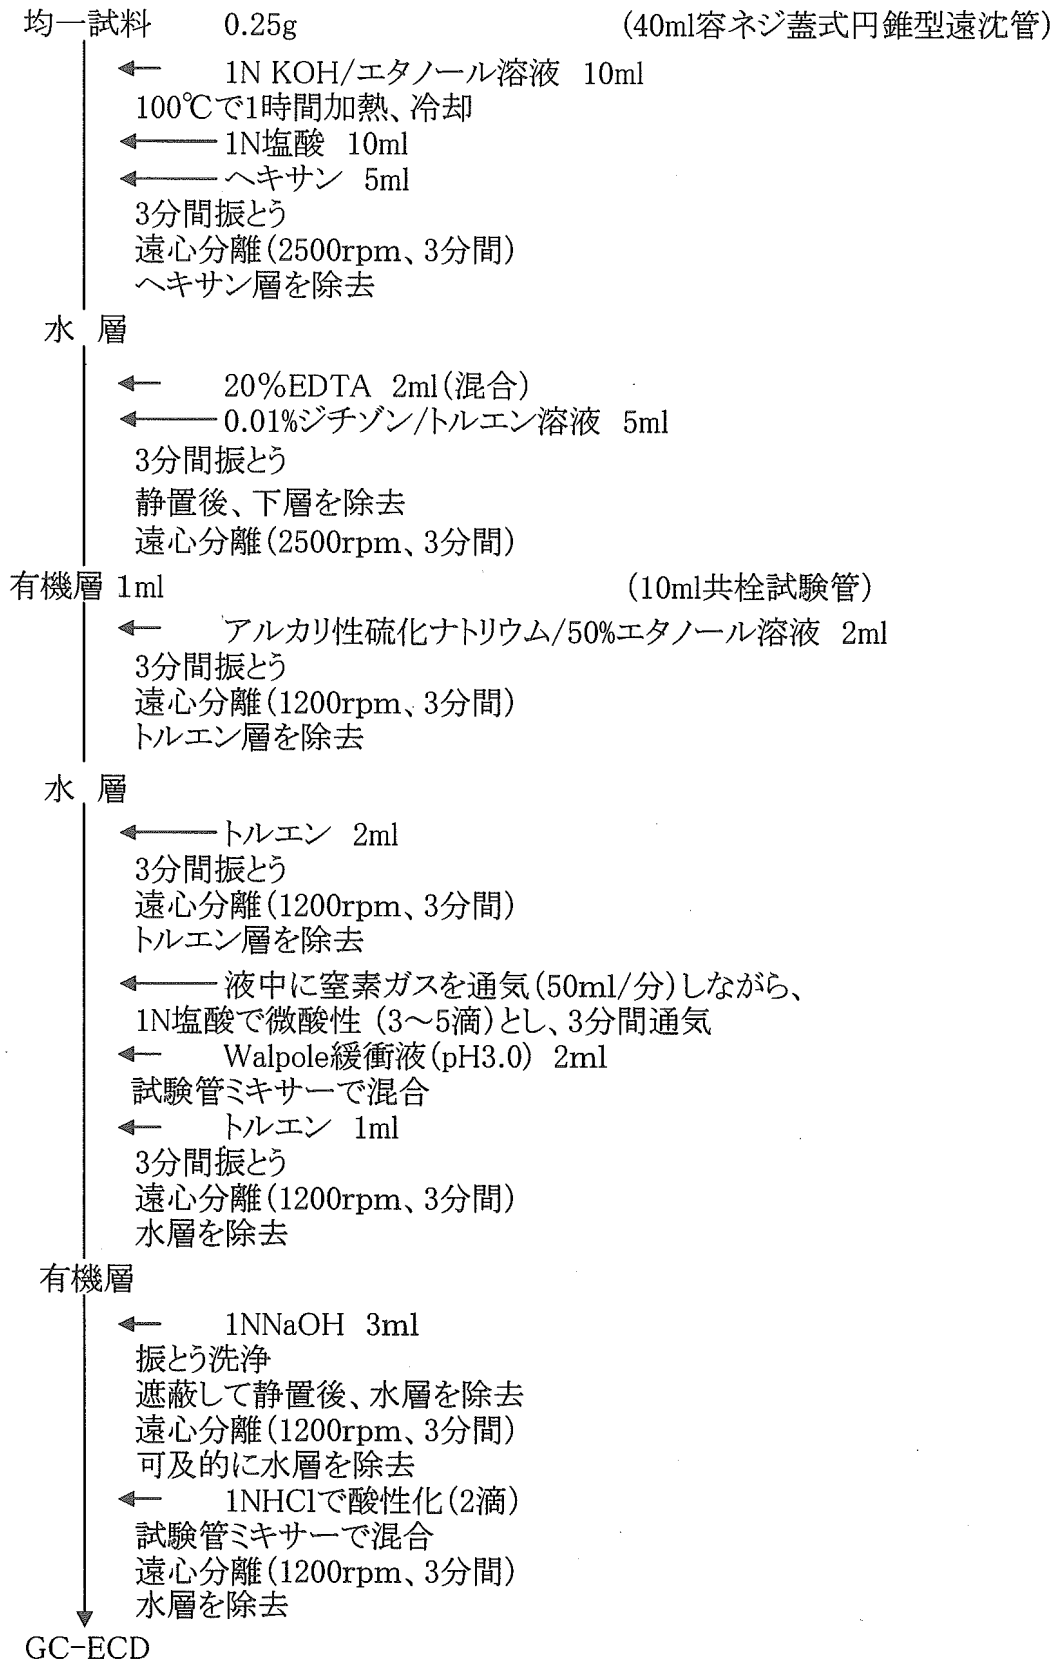 均一試料 0.25g (40ml容ネジ蓋式円錐型遠沈管)
1N KOH/エタノール溶液 10ml
100℃で1時間加熱、冷却
1N塩酸 10ml
ヘキサン 5ml
3分間振とう
遠心分離(2500rpm、3分間)
ヘキサン層を除去
水 層
20%EDTA 2ml(混合)
0.01%ジチゾン/トルエン溶液 5ml
3分間振とう
静置後、下層を除去
遠心分離(2500rpm、3分間)
有機層 1ml (10ml共栓試験管)
アルカリ性硫化ナトリウム/50%エタノール溶液 2ml
3分間振とう
遠心分離(1200rpm、3分間)
トルエン層を除去
水 層
トルエン 2ml
3分間振とう
遠心分離(1200rpm、3分間)
トルエン層を除去
液中に窒素ガスを通気(50ml/分)しながら、
1N塩酸で微酸性 (3～5滴)とし、3分間通気
Walpole緩衝液(pH3.0) 2ml
試験管ミキサーで混合
トルエン 1ml
3分間振とう
遠心分離(1200rpm、3分間)
水層を除去
有機層
1NNaOH 3ml
振とう洗浄
遮蔽して静置後、水層を除去
遠心分離(1200rpm、3分間)
可及的に水層を除去
1NHClで酸性化(2滴)
試験管ミキサーで混合
遠心分離(1200rpm、3分間)
水層を除去
GC-ECD